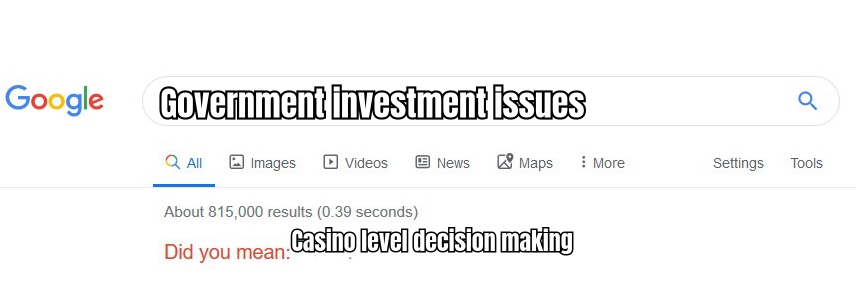 Google Government investment issues
All Images Videos News Maps More Settings Tools
About 815,000 results (0.39 seconds)
Did you mean: Casino level decision making